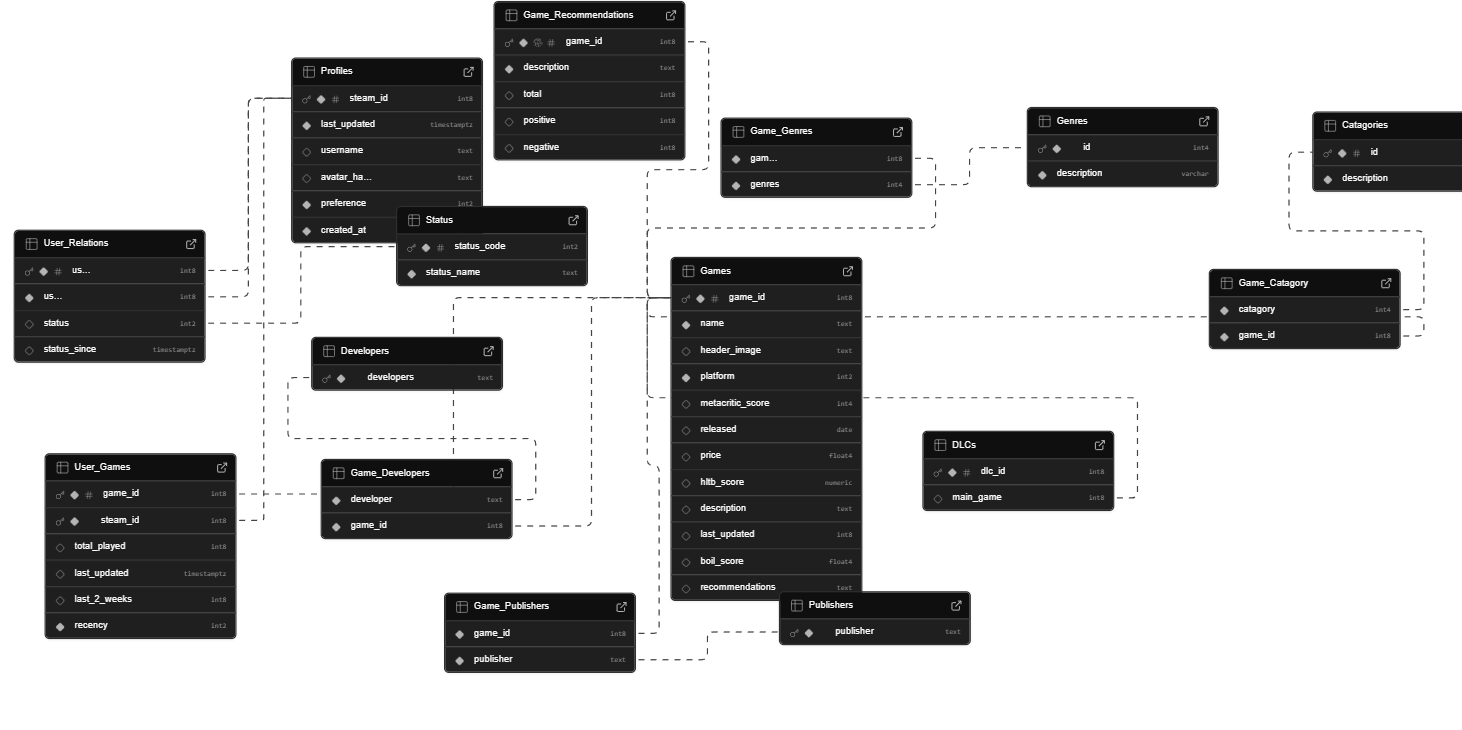 Game_Recommendations
game_id int8
description text
total int8
positive int8
negative int8
Profiles
steam_id int8
last_updated timestamptz
username text
avatar_ha... text
preference int2
created_at
Status
status_code int2
status_name text
Game_Genres
gam... int8
genres int4
Genres
id int4
description varchar
Catagories
id
description
User_Relations
us... int8
us... int8
status int2
status_since timestamptz
Games
game_id int8
name text
header_image text
platform int2
metacritic_score int4
released date
price float4
hltb_score numeric
description text
last_updated int8
boil_score float4
recommendations text
Game_Catagory
catagory int4
game_id int8
Developers
developers text
DLCs
dlc_id int8
main_game int8
User_Games
game_id int8
steam_id int8
total_played int8
last_updated timestamptz
last_2_weeks int8
recency int2
Game_Developers
developer text
game_id int8
Game_Publishers
game_id int8
publisher text
Publishers
publisher text